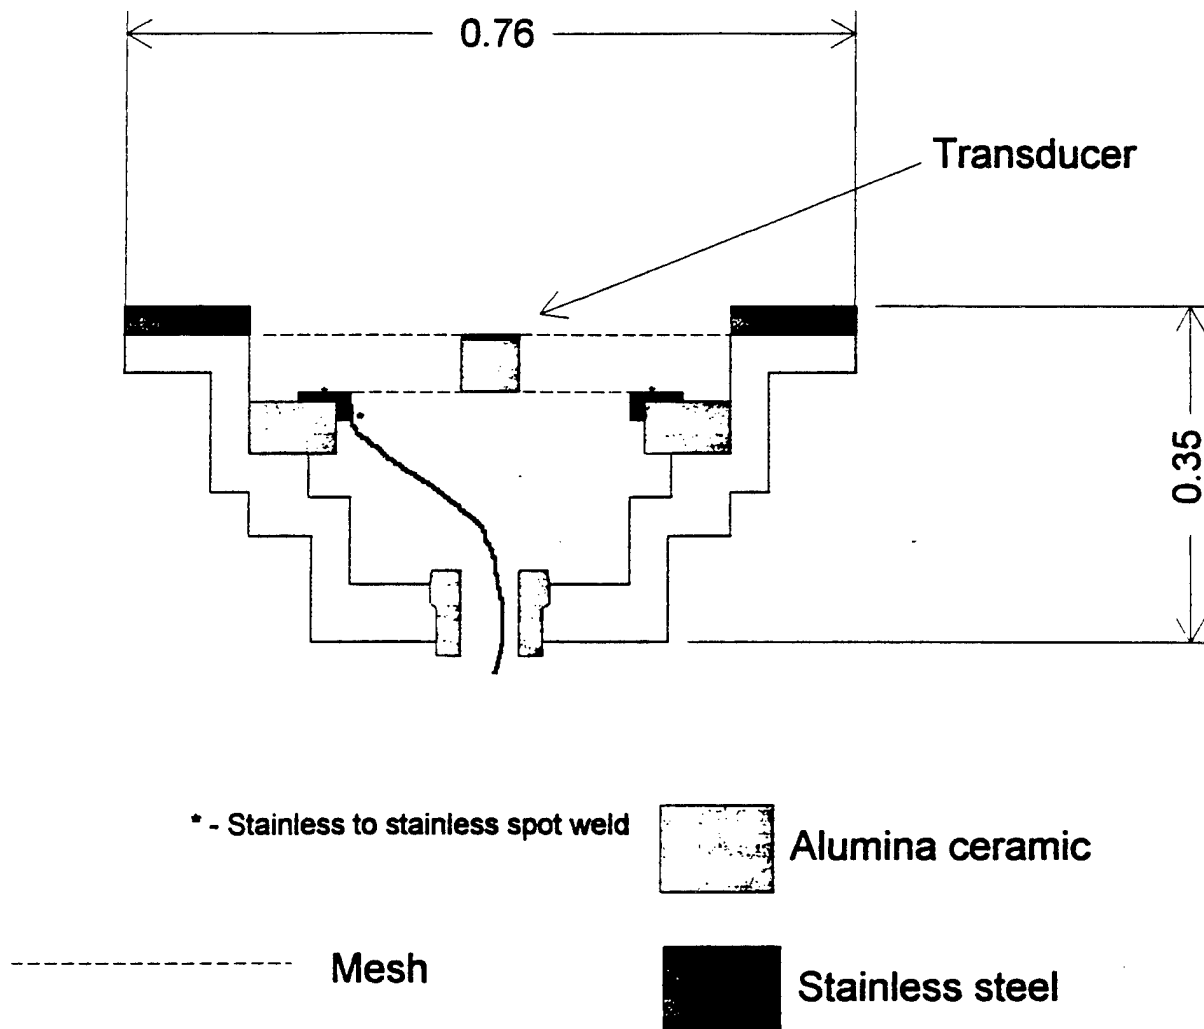 0.76
Transducer
*
*
*
0.35
* - Stainless to stainless spot weld
Alumina ceramic
Mesh
Stainless steel